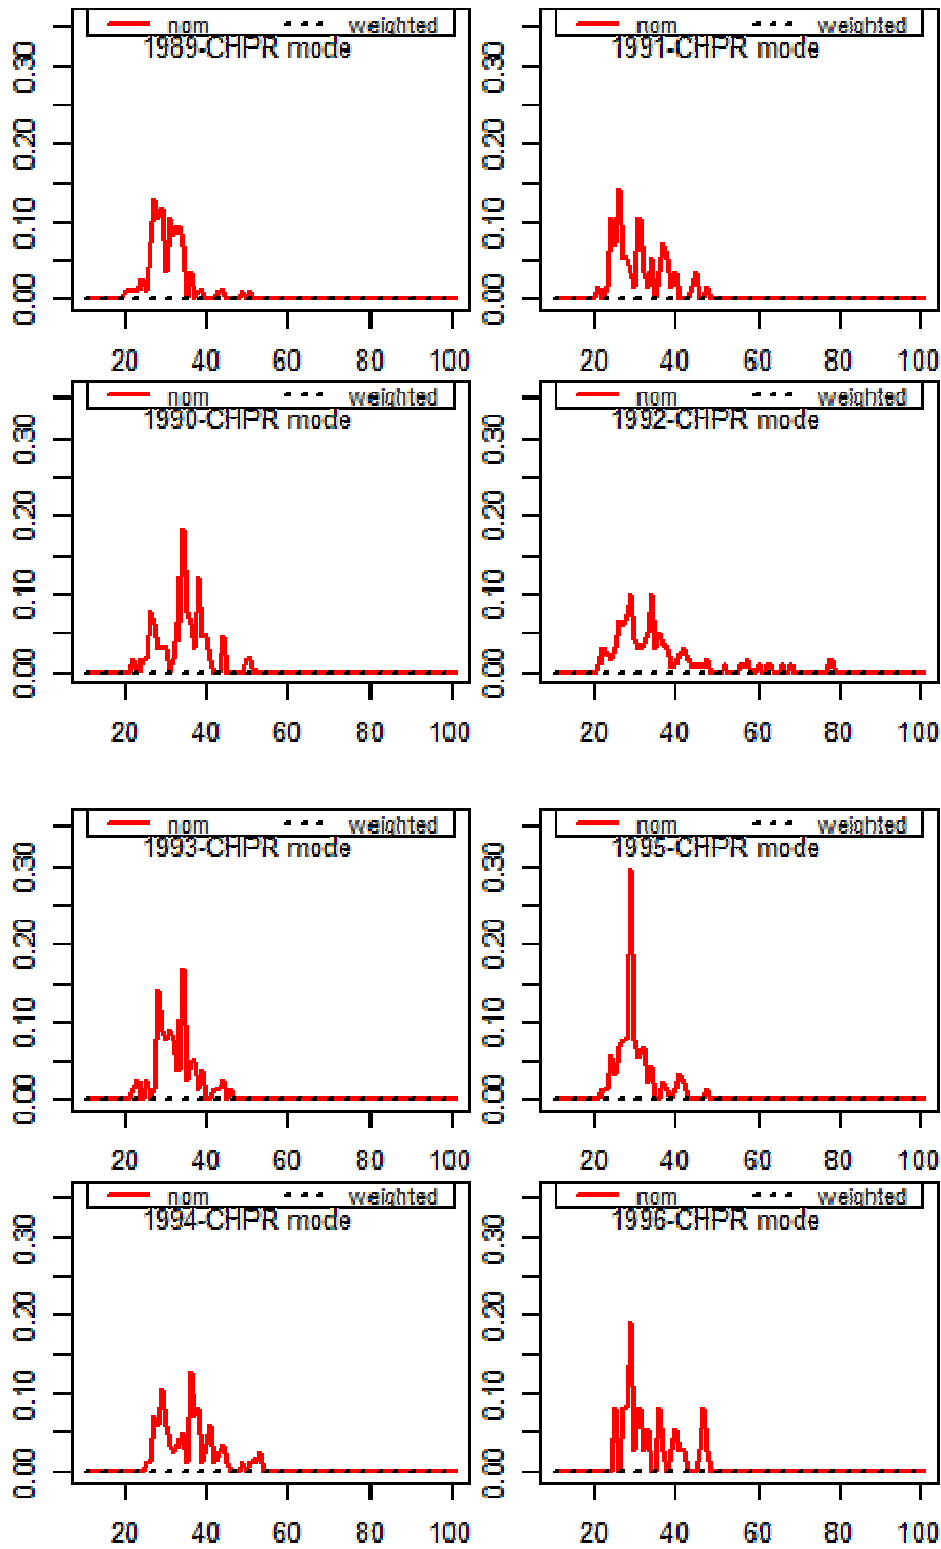 nom weighted
1989-CHPR mode
0.00 0.10 0.20 0.30
20 40 60 80 100
nom weighted
1991-CHPR mode
0.00 0.10 0.20 0.30
20 40 60 80 100
nom weighted
1990-CHPR mode
0.00 0.10 0.20 0.30
20 40 60 80 100
nom weighted
1992-CHPR mode
0.00 0.10 0.20 0.30
20 40 60 80 100
nom weighted
1993-CHPR mode
0.00 0.10 0.20 0.30
20 40 60 80 100
nom weighted
1995-CHPR mode
0.00 0.10 0.20 0.30
20 40 60 80 100
nom weighted
1994-CHPR mode
0.00 0.10 0.20 0.30
20 40 60 80 100
nom weighted
1996-CHPR mode
0.00 0.10 0.20 0.30
20 40 60 80 100